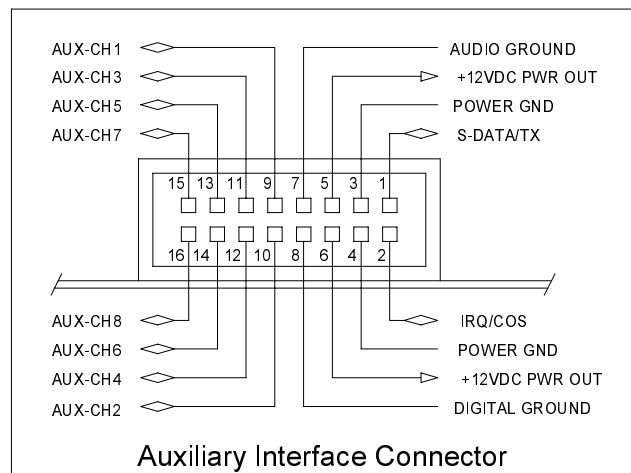 AUX-CH1 AUDIO GROUND
AUX-CH3 +12VDC PWR OUT
AUX-CH5 POWER GND
AUX-CH7 S-DATA/TX
15 13 11 9 7 5 3 1
16 14 12 10 8 6 4 2
AUX-CH8 IRQ/COS
AUX-CH6 POWER GND
AUX-CH4 +12VDC PWR OUT
AUX-CH2 DIGITAL GROUND
Auxiliary Interface Connector